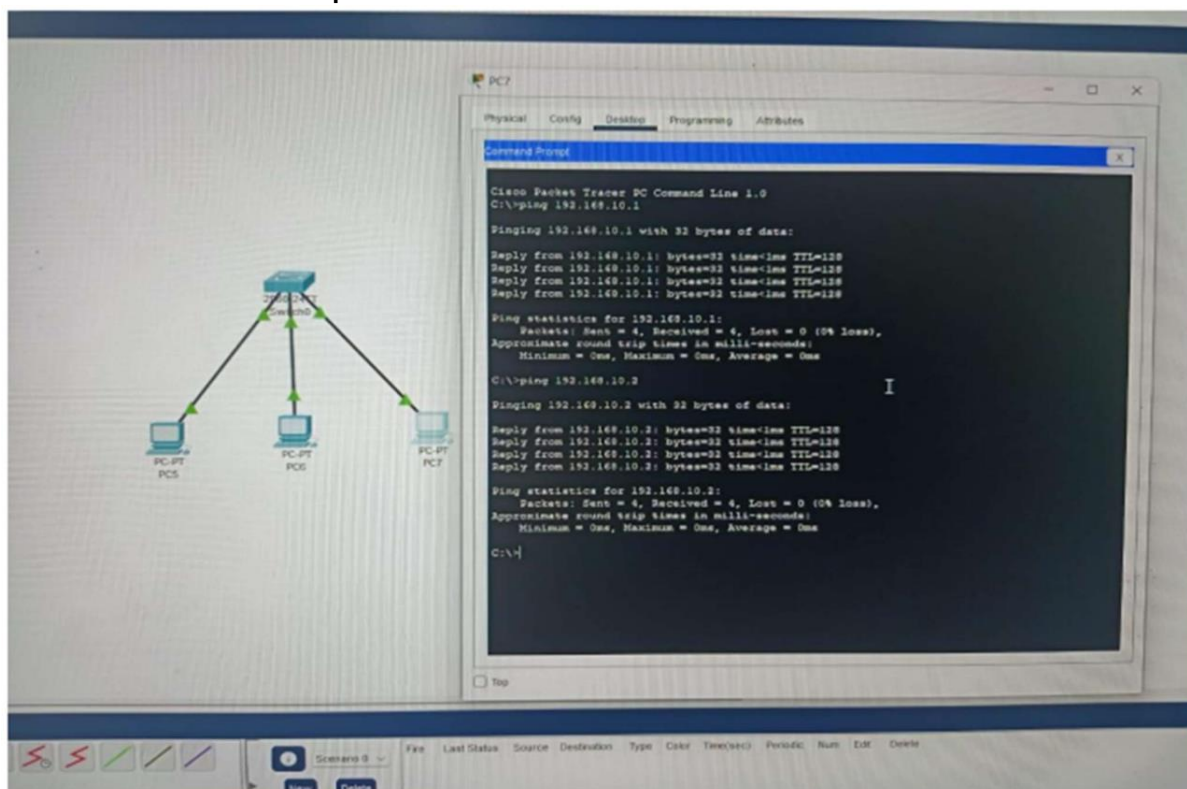 PC7
Physical Config Desktop Programming Attributes
Command Prompt
X
Cisco Packet Tracer PC Command Line 1.0
C:\>ping 192.168.10.1
Pinging 192.168.10.1 with 32 bytes of data:
Reply from 192.168.10.1: bytes=32 time<1ms TTL=128
Reply from 192.168.10.1: bytes=32 time<1ms TTL=128
Reply from 192.168.10.1: bytes=32 time<1ms TTL=128
Reply from 192.168.10.1: bytes=32 time<1ms TTL=128
Ping statistics for 192.168.10.1:
Packets: Sent = 4, Received = 4, Lost = 0 (0% loss),
Approximate round trip times in milli-seconds:
Minimum = 0ms, Maximum = 0ms, Average = 0ms
C:\>ping 192.168.10.2
Pinging 192.168.10.2 with 32 bytes of data:
Reply from 192.168.10.2: bytes=32 time<1ms TTL=128
Reply from 192.168.10.2: bytes=32 time<1ms TTL=128
Reply from 192.168.10.2: bytes=32 time<1ms TTL=128
Reply from 192.168.10.2: bytes=32 time<1ms TTL=128
Ping statistics for 192.168.10.2:
Packets: Sent = 4, Received = 4, Lost = 0 (0% loss),
Approximate round trip times in milli-seconds:
Minimum = 0ms, Maximum = 0ms, Average = 0ms
C:\>
Top
Switch0
PC-PT
PC5
PC-PT
PC6
PC-PT
PC7
Scenario 0
New Delete
Fire Last Status Source Destination Type Color Time(sec) Periodic Num Edit Delete